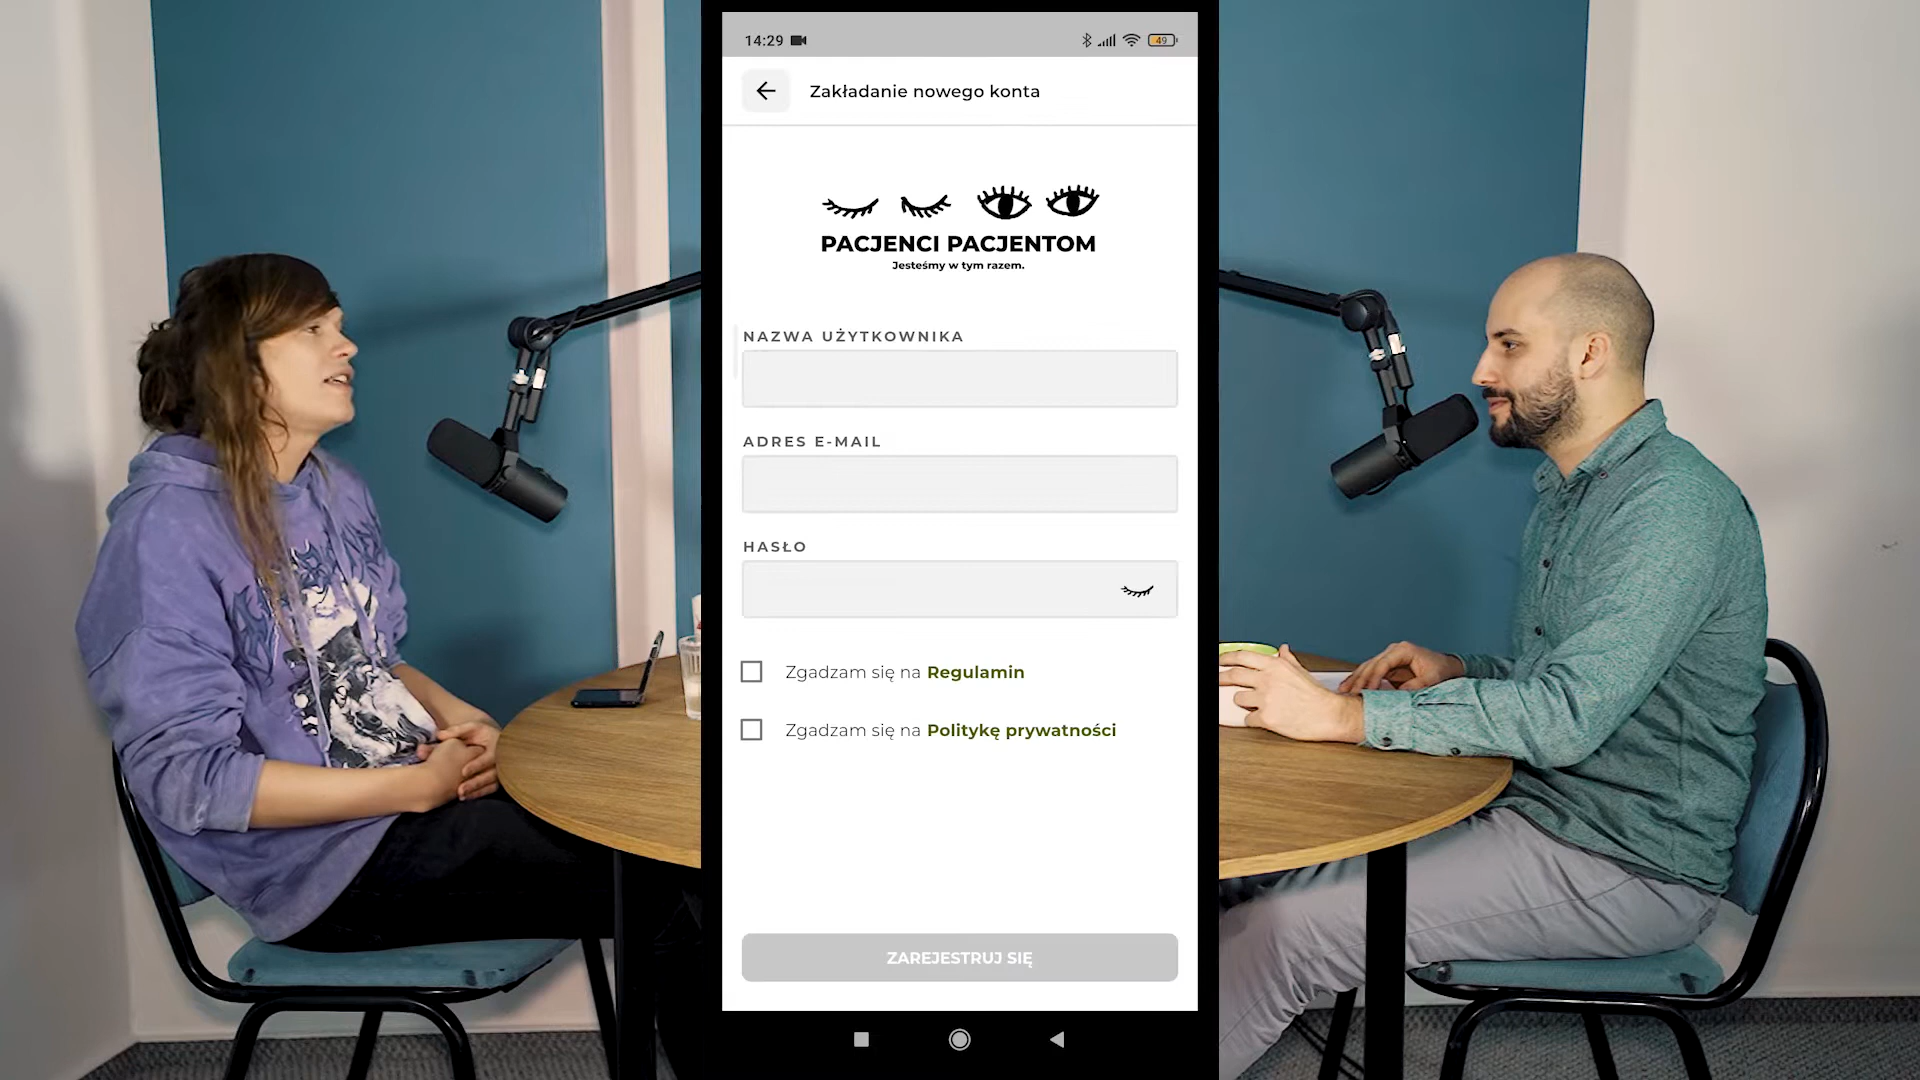 14:29
49
Zakładanie nowego konta
PACJENCI PACJENTOM
Jesteśmy w tym razem.
NAZWA UŻYTKOWNIKA
ADRES E-MAIL
HASŁO
Zgadzam się na Regulamin
Zgadzam się na Politykę prywatności
ZAREJESTRUJ SIĘ